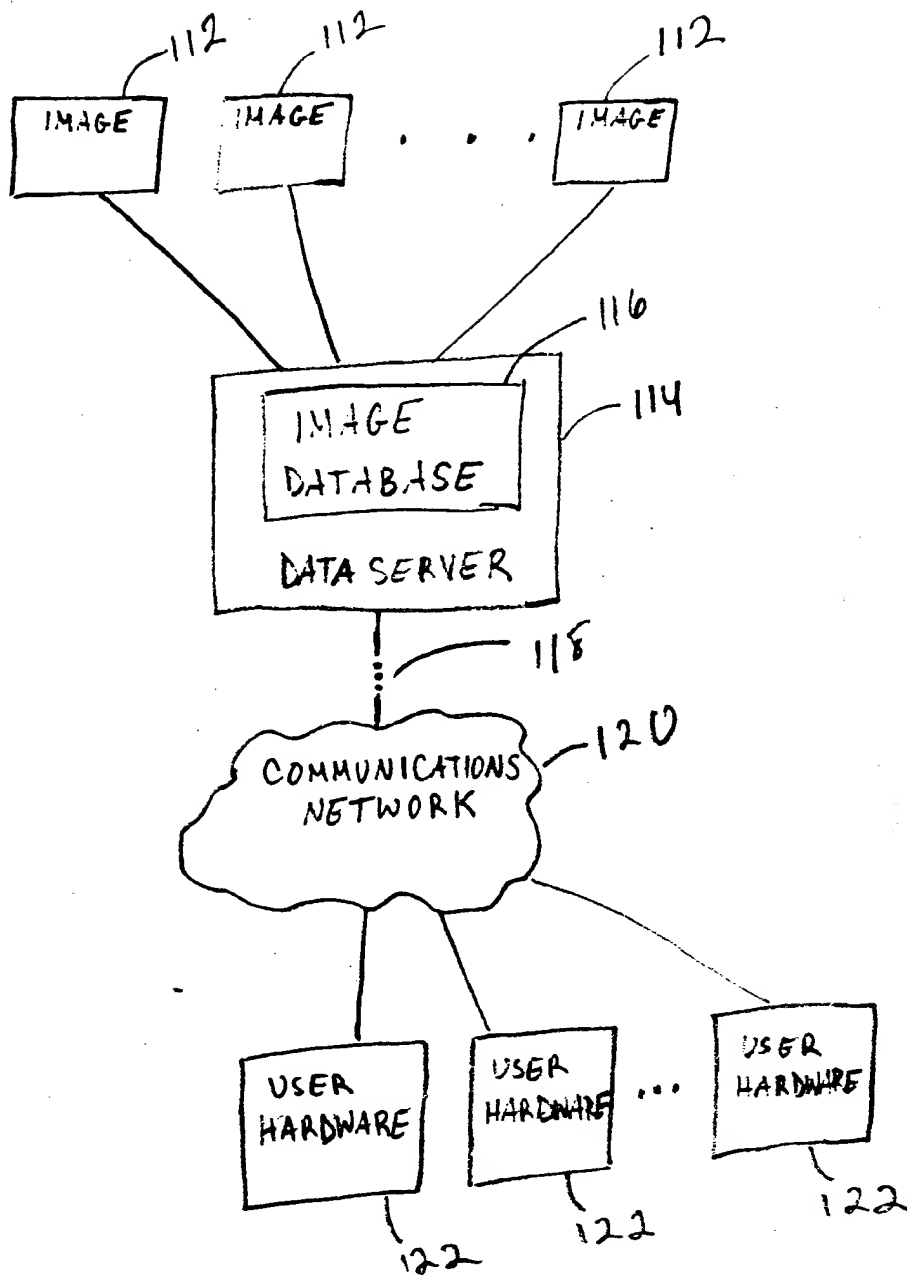 112
112
112
IMAGE
IMAGE
IMAGE
116
IMAGE
DATABASE
114
DATA SERVER
118
120
COMMUNICATIONS
NETWORK
USER
HARDWARE
USER
HARDWARE
USER
HARDWARE
122
122
122